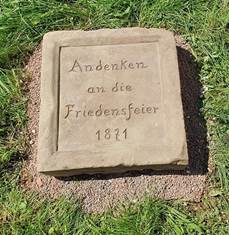 Andenken
an die
Friedensfeier
1871